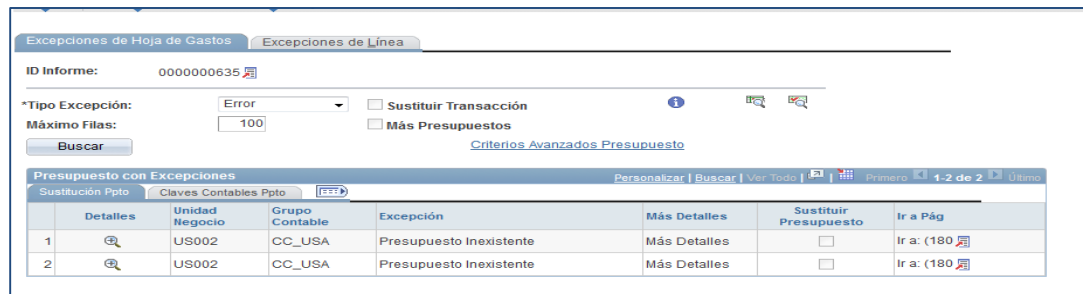 Excepciones de Hoja de Gastos Excepciones de Línea
ID Informe: 0000000635
*Tipo Excepción: Error Sustituir Transacción
Máximo Filas: 100 Más Presupuestos
Buscar Criterios Avanzados Presupuesto
Presupuesto con Excepciones Personalizar | Buscar | Ver Todo | | Primero 1-2 de 2 Último
Sustitución Ppto Claves Contables Ppto
Detalles Unidad Negocio Grupo Contable Excepción Más Detalles Sustituir Presupuesto Ir a Pág
1 US002 CC_USA Presupuesto Inexistente Más Detalles Ir a: (180
2 US002 CC_USA Presupuesto Inexistente Más Detalles Ir a: (180